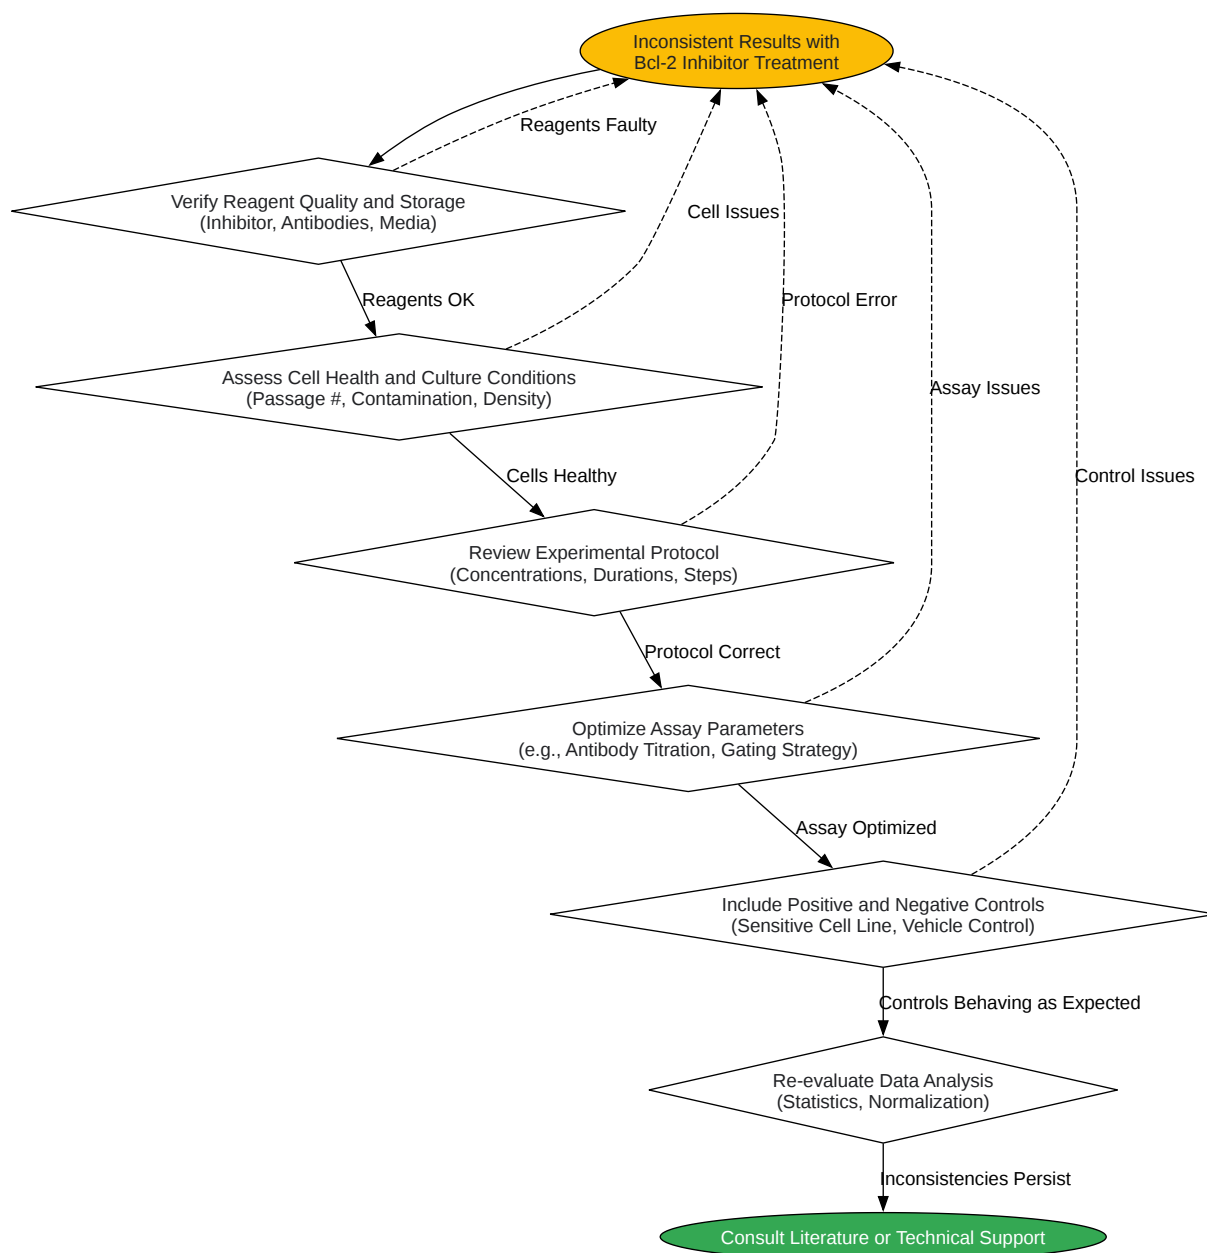 Inconsistent Results with
Bcl-2 Inhibitor Treatment
Reagents Faulty
Verify Reagent Quality and Storage
(Inhibitor, Antibodies, Media)
Cell Issues
Reagents OK
Protocol Error
Assess Cell Health and Culture Conditions
(Passage #, Contamination, Density)
Assay Issues
Cells Healthy
Control Issues
Review Experimental Protocol
(Concentrations, Durations, Steps)
Protocol Correct
Optimize Assay Parameters
(e.g., Antibody Titration, Gating Strategy)
Assay Optimized
Include Positive and Negative Controls
(Sensitive Cell Line, Vehicle Control)
Controls Behaving as Expected
Re-evaluate Data Analysis
(Statistics, Normalization)
Inconsistencies Persist
Consult Literature or Technical Support